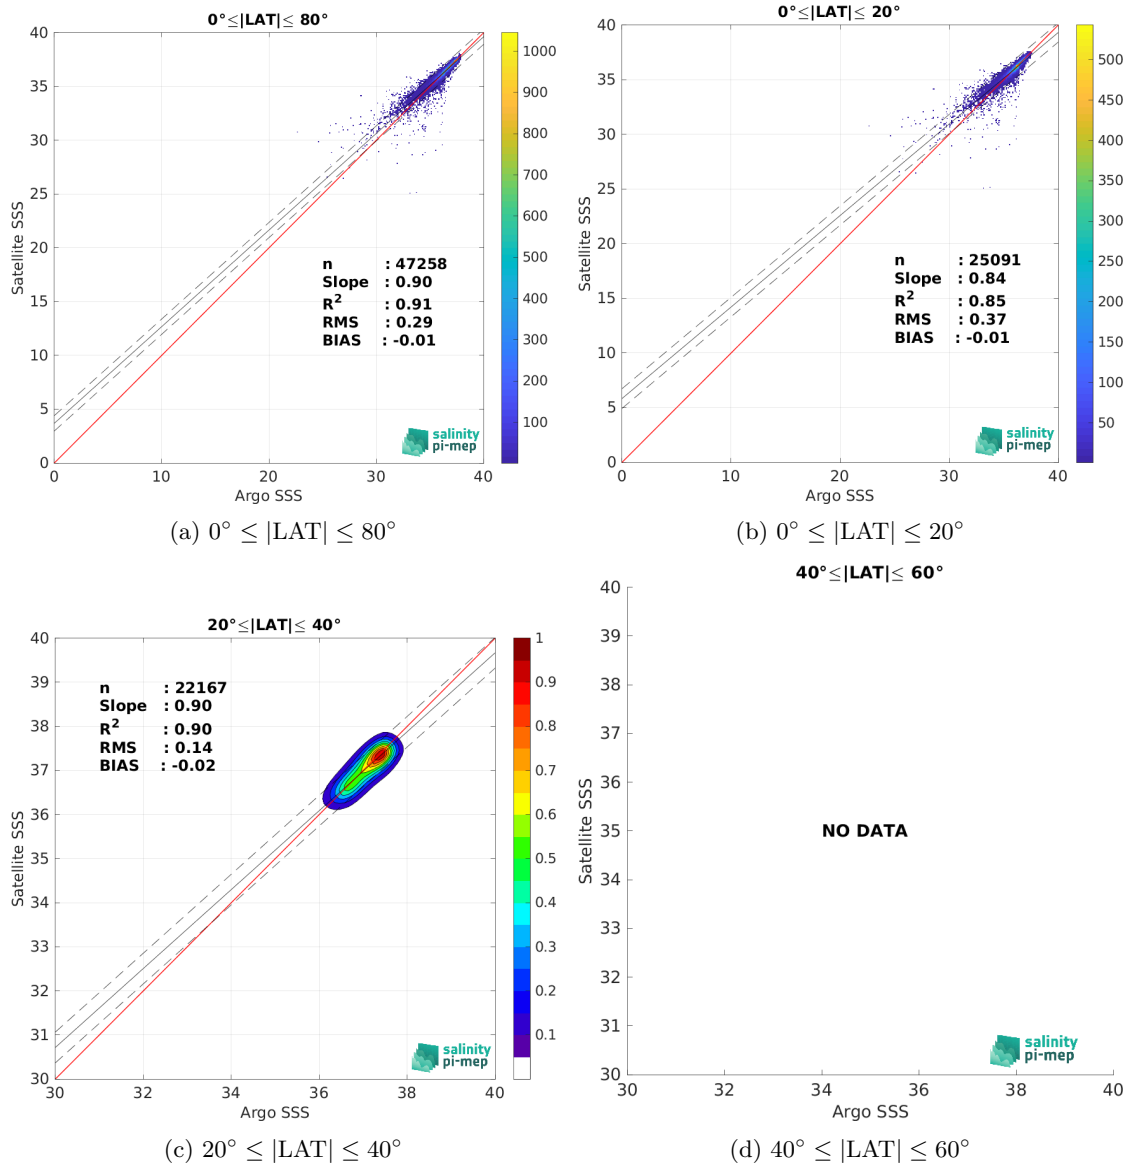 0°≤|LAT|≤ 80°
40
35
30
25
20
15
10
5
0
0
10
20
30
40
Satellite SSS
Argo SSS
n : 47258
Slope : 0.90
R2 : 0.91
RMS : 0.29
BIAS : -0.01
salinity
pi-mep
1000
900
800
700
600
500
400
300
200
100
(a) 0° ≤ |LAT| ≤ 80°
0°≤|LAT|≤ 20°
40
35
30
25
20
15
10
5
0
0
10
20
30
40
Satellite SSS
Argo SSS
n : 25091
Slope : 0.84
R2 : 0.85
RMS : 0.37
BIAS : -0.01
salinity
pi-mep
500
450
400
350
300
250
200
150
100
50
(b) 0° ≤ |LAT| ≤ 20°
20°≤|LAT|≤ 40°
40
39
38
37
36
35
34
33
32
31
30
30
32
34
36
38
40
Satellite SSS
Argo SSS
n : 22167
Slope : 0.90
R2 : 0.90
RMS : 0.14
BIAS : -0.02
salinity
pi-mep
1
0.9
0.8
0.7
0.6
0.5
0.4
0.3
0.2
0.1
(c) 20° ≤ |LAT| ≤ 40°
40°≤|LAT|≤ 60°
40
39
38
37
36
35
34
33
32
31
30
30
32
34
36
38
40
Satellite SSS
Argo SSS
NO DATA
salinity
pi-mep
(d) 40° ≤ |LAT| ≤ 60°